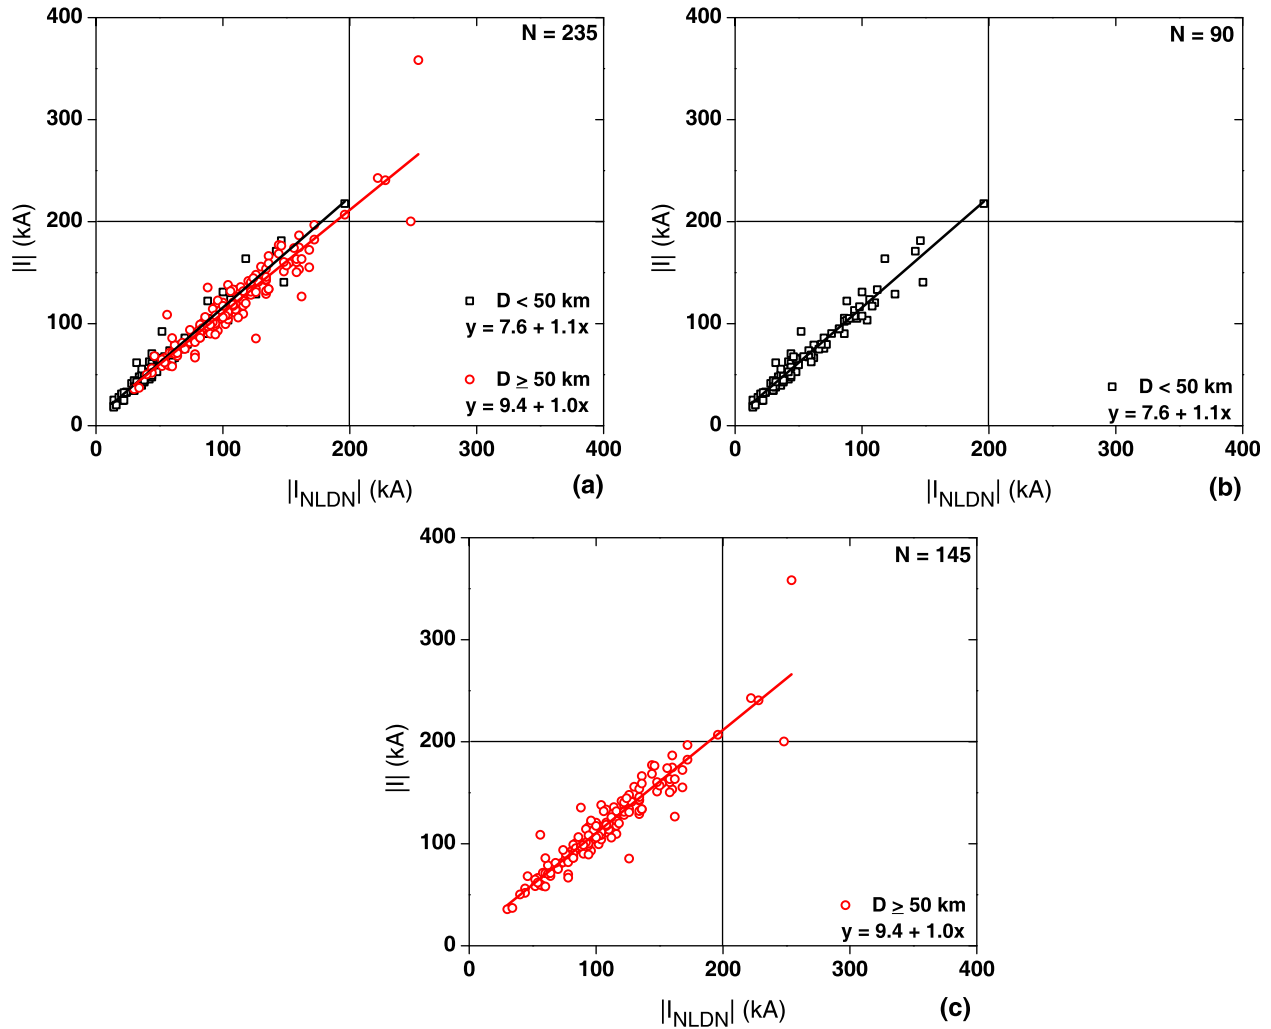 400
300
200
100
0
0
100
200
300
400
N = 235
D < 50 km
y = 7.6 + 1.1x
D ≥ 50 km
y = 9.4 + 1.0x
|I| (kA)
|I_NLDN| (kA)
(a)
400
300
200
100
0
0
100
200
300
400
N = 90
D < 50 km
y = 7.6 + 1.1x
|I| (kA)
|I_NLDN| (kA)
(b)
400
300
200
100
0
0
100
200
300
400
N = 145
D ≥ 50 km
y = 9.4 + 1.0x
|I| (kA)
|I_NLDN| (kA)
(c)